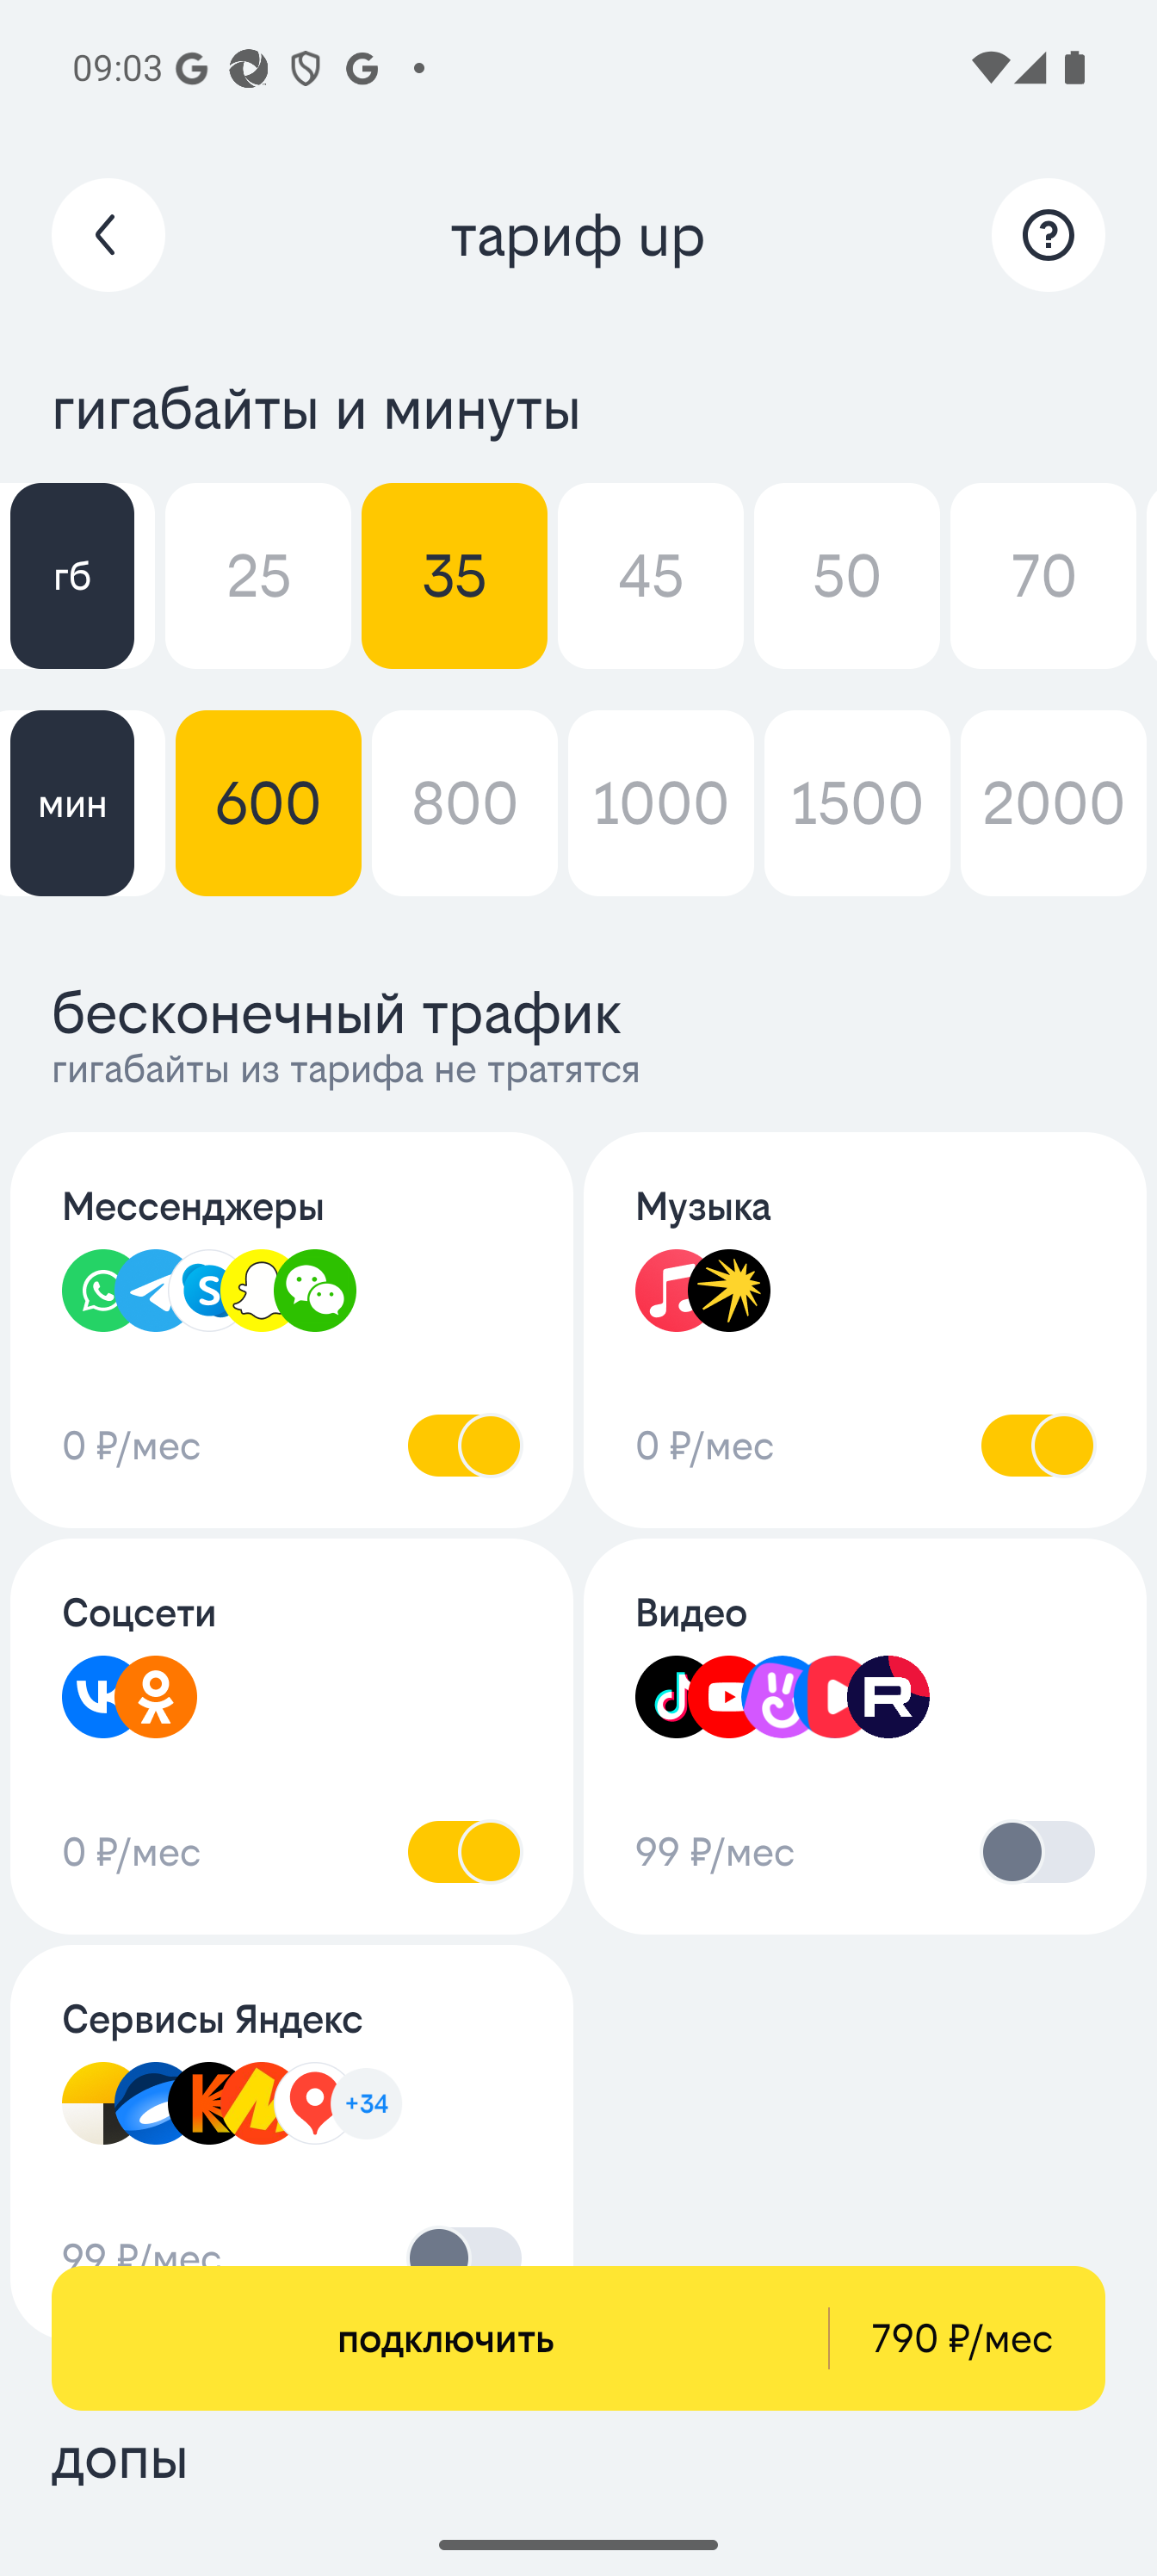 09:03
тариф up
гигабайты и минуты
гб 25 35 45 50 70
мин 600 800 1000 1500 2000
бесконечный трафик
гигабайты из тарифа не тратятся
Мессенджеры
0 ₽/мес
Музыка
0 ₽/мес
Соцсети
0 ₽/мес
Видео
99 ₽/мес
Сервисы Яндекс
+34
99 ₽/мес
подключить 790 ₽/мес
допы